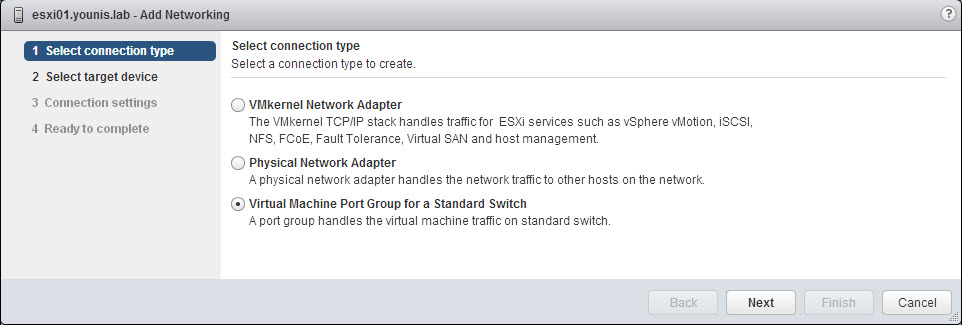 esxi01.younis.lab - Add Networking
?
1 Select connection type
2 Select target device
3 Connection settings
4 Ready to complete
Select connection type
Select a connection type to create.
VMkernel Network Adapter
The VMkernel TCP/IP stack handles traffic for ESXi services such as vSphere vMotion, iSCSI,
NFS, FCoE, Fault Tolerance, Virtual SAN and host management.
Physical Network Adapter
A physical network adapter handles the network traffic to other hosts on the network.
Virtual Machine Port Group for a Standard Switch
A port group handles the virtual machine traffic on standard switch.
Back Next Finish Cancel